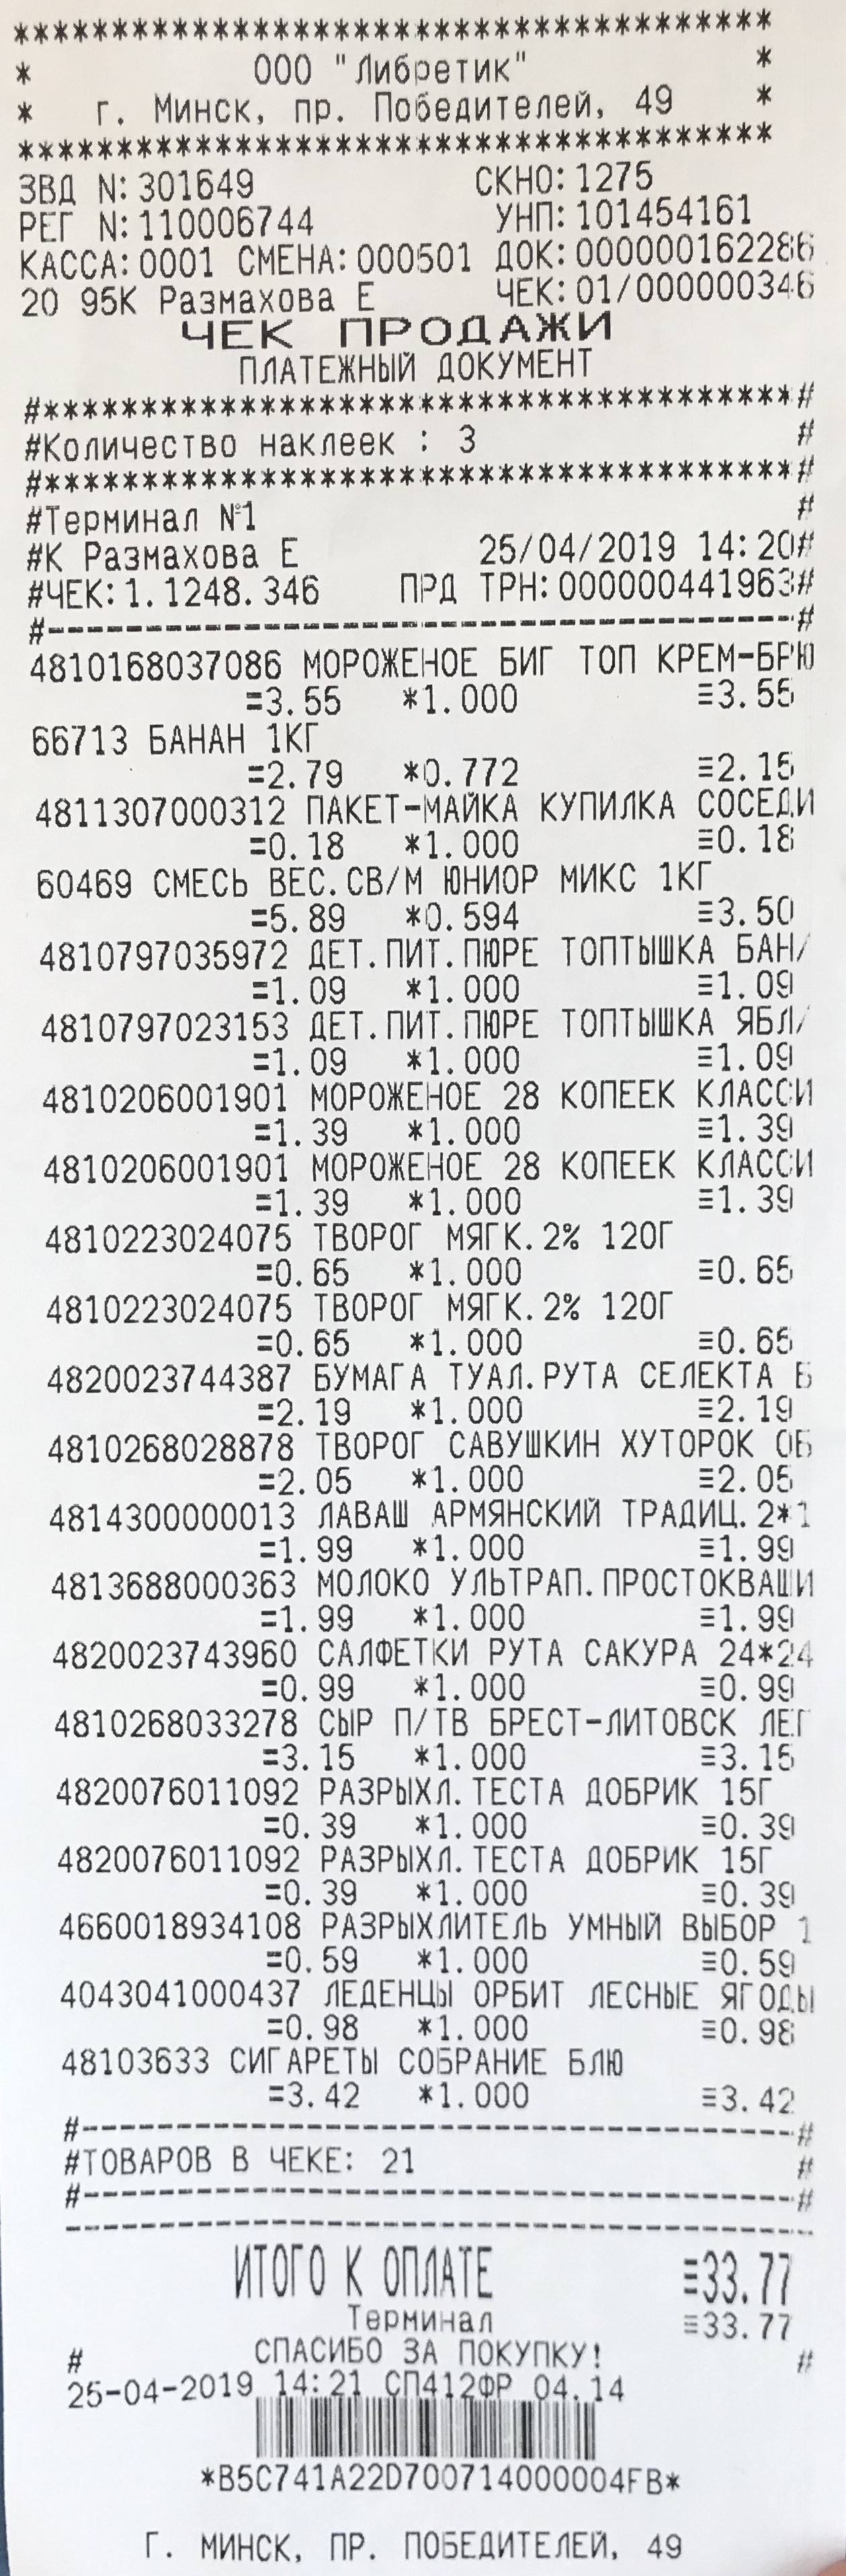 ***************************************
* ООО "Либретик" *
* г. Минск, пр. Победителей, 49 *
***************************************
ЗВД N:301649 СКНО:1275
РЕГ N:110006744 УНП:101454161
КАССА:0001 СМЕНА:000501 ДОК:000000162286
20 95К Размахова Е ЧЕК:01/000000346
ЧЕК ПРОДАЖИ
ПЛАТЕЖНЫЙ ДОКУМЕНТ
#**************************************#
#Количество наклеек : 3 #
#**************************************#
#Терминал №1 #
#К Размахова Е 25/04/2019 14:20#
#ЧЕК:1.1248.346 ПРД ТРН:000000441963#
#--------------------------------------#
4810168037086 МОРОЖЕНОЕ БИГ ТОП КРЕМ-БРЮ
=3.55 *1.000 ≡3.55
66713 БАНАН 1КГ
=2.79 *0.772 ≡2.15
4811307000312 ПАКЕТ-МАЙКА КУПИЛКА СОСЕДИ
=0.18 *1.000 ≡0.18
60469 СМЕСЬ ВЕС.СВ/М ЮНИОР МИКС 1КГ
=5.89 *0.594 ≡3.50
4810797035972 ДЕТ.ПИТ.ПЮРЕ ТОПТЫШКА БАН/
=1.09 *1.000 ≡1.09
4810797023153 ДЕТ.ПИТ.ПЮРЕ ТОПТЫШКА ЯБЛ/
=1.09 *1.000 ≡1.09
4810206001901 МОРОЖЕНОЕ 28 КОПЕЕК КЛАССИ
=1.39 *1.000 ≡1.39
4810206001901 МОРОЖЕНОЕ 28 КОПЕЕК КЛАССИ
=1.39 *1.000 ≡1.39
4810223024075 ТВОРОГ МЯГК.2% 120Г
=0.65 *1.000 ≡0.65
4810223024075 ТВОРОГ МЯГК.2% 120Г
=0.65 *1.000 ≡0.65
4820023744387 БУМАГА ТУАЛ.РУТА СЕЛЕКТА Б
=2.19 *1.000 ≡2.19
4810268028878 ТВОРОГ САВУШКИН ХУТОРОК ОБ
=2.05 *1.000 ≡2.05
4814300000013 ЛАВАШ АРМЯНСКИЙ ТРАДИЦ.2*1
=1.99 *1.000 ≡1.99
4813688000363 МОЛОКО УЛЬТРАП.ПРОСТОКВАШИ
=1.99 *1.000 ≡1.99
4820023743960 САЛФЕТКИ РУТА САКУРА 24*24
=0.99 *1.000 ≡0.99
4810268033278 СЫР П/ТВ БРЕСТ-ЛИТОВСК ЛЕГ
=3.15 *1.000 ≡3.15
4820076011092 РАЗРЫХЛ.ТЕСТА ДОБРИК 15Г
=0.39 *1.000 ≡0.39
4820076011092 РАЗРЫХЛ.ТЕСТА ДОБРИК 15Г
=0.39 *1.000 ≡0.39
4660018934108 РАЗРЫХЛИТЕЛЬ УМНЫЙ ВЫБОР 1
=0.59 *1.000 ≡0.59
4043041000437 ЛЕДЕНЦЫ ОРБИТ ЛЕСНЫЕ ЯГОДЫ
=0.98 *1.000 ≡0.98
48103633 СИГАРЕТЫ СОБРАНИЕ БЛЮ
=3.42 *1.000 ≡3.42
#--------------------------------------#
#ТОВАРОВ В ЧЕКЕ: 21 #
#--------------------------------------#
----------------------------------------
ИТОГО К ОПЛАТЕ ≡33.77
Терминал ≡33.77
# СПАСИБО ЗА ПОКУПКУ! #
25-04-2019 14:21 СП412ФР 04.14
*B5C741A22D700714000004FB*
Г. МИНСК, ПР. ПОБЕДИТЕЛЕЙ, 49